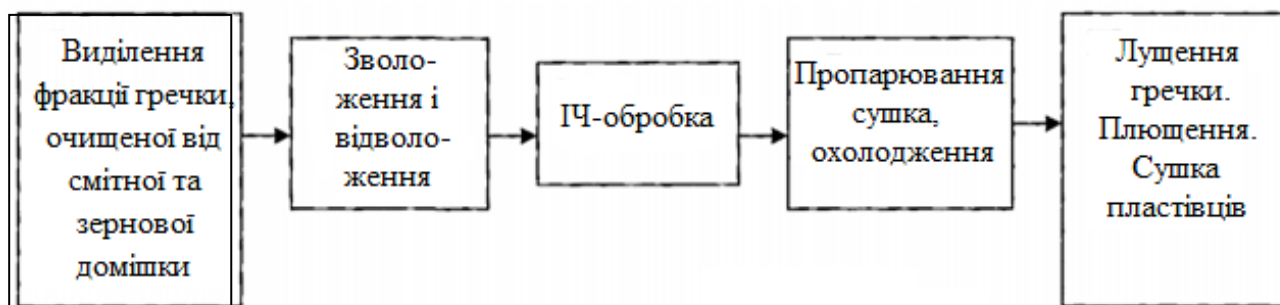 Виділення
фракції гречки,
очищеної від
смітної та
зернової
домішки
Зволо-
ження і
відволо-
ження
ІЧ-обробка
Пропарювання
сушка,
охолодження
Лущення
гречки.
Плющення.
Сушка
пластівців